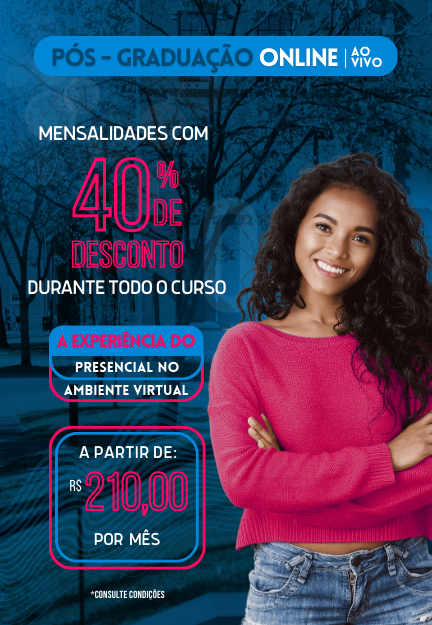 PÓS - GRADUAÇÃO ONLINE | AO VIVO
MENSALIDADES COM
40% DE
DESCONTO
DURANTE TODO O CURSO
A EXPERIÊNCIA DO
PRESENCIAL NO
AMBIENTE VIRTUAL
A PARTIR DE:
R$ 210,00
POR MÊS
*CONSULTE CONDIÇÕES